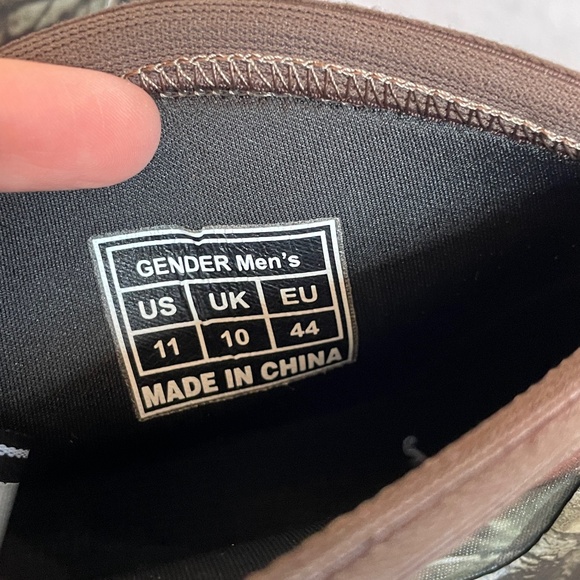 GENDER Men's
US UK EU
11 10 44
MADE IN CHINA